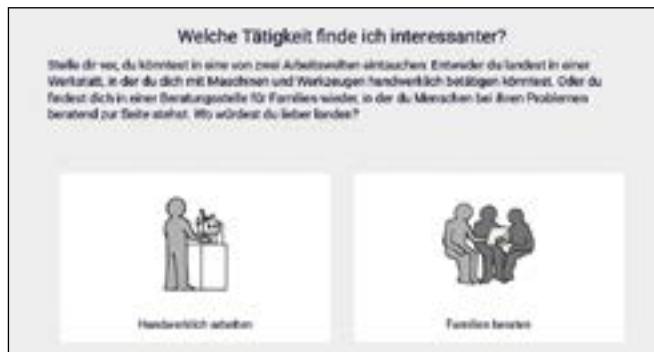 Welche Tätigkeit finde ich interessanter?
Stelle dir vor, du könntest in eine von zwei Arbeitswelten eintauchen: Entweder du landest in einer
Werkstatt, in der du dich mit Maschinen und Werkzeugen handwerklich betätigen könntest. Oder du
findest dich in einer Beratungsstelle für Familien wieder, in der du Menschen bei ihren Problemen
beratend zur Seite stehst. Wo würdest du lieber landen?
Handwerklich arbeiten
Familien beraten